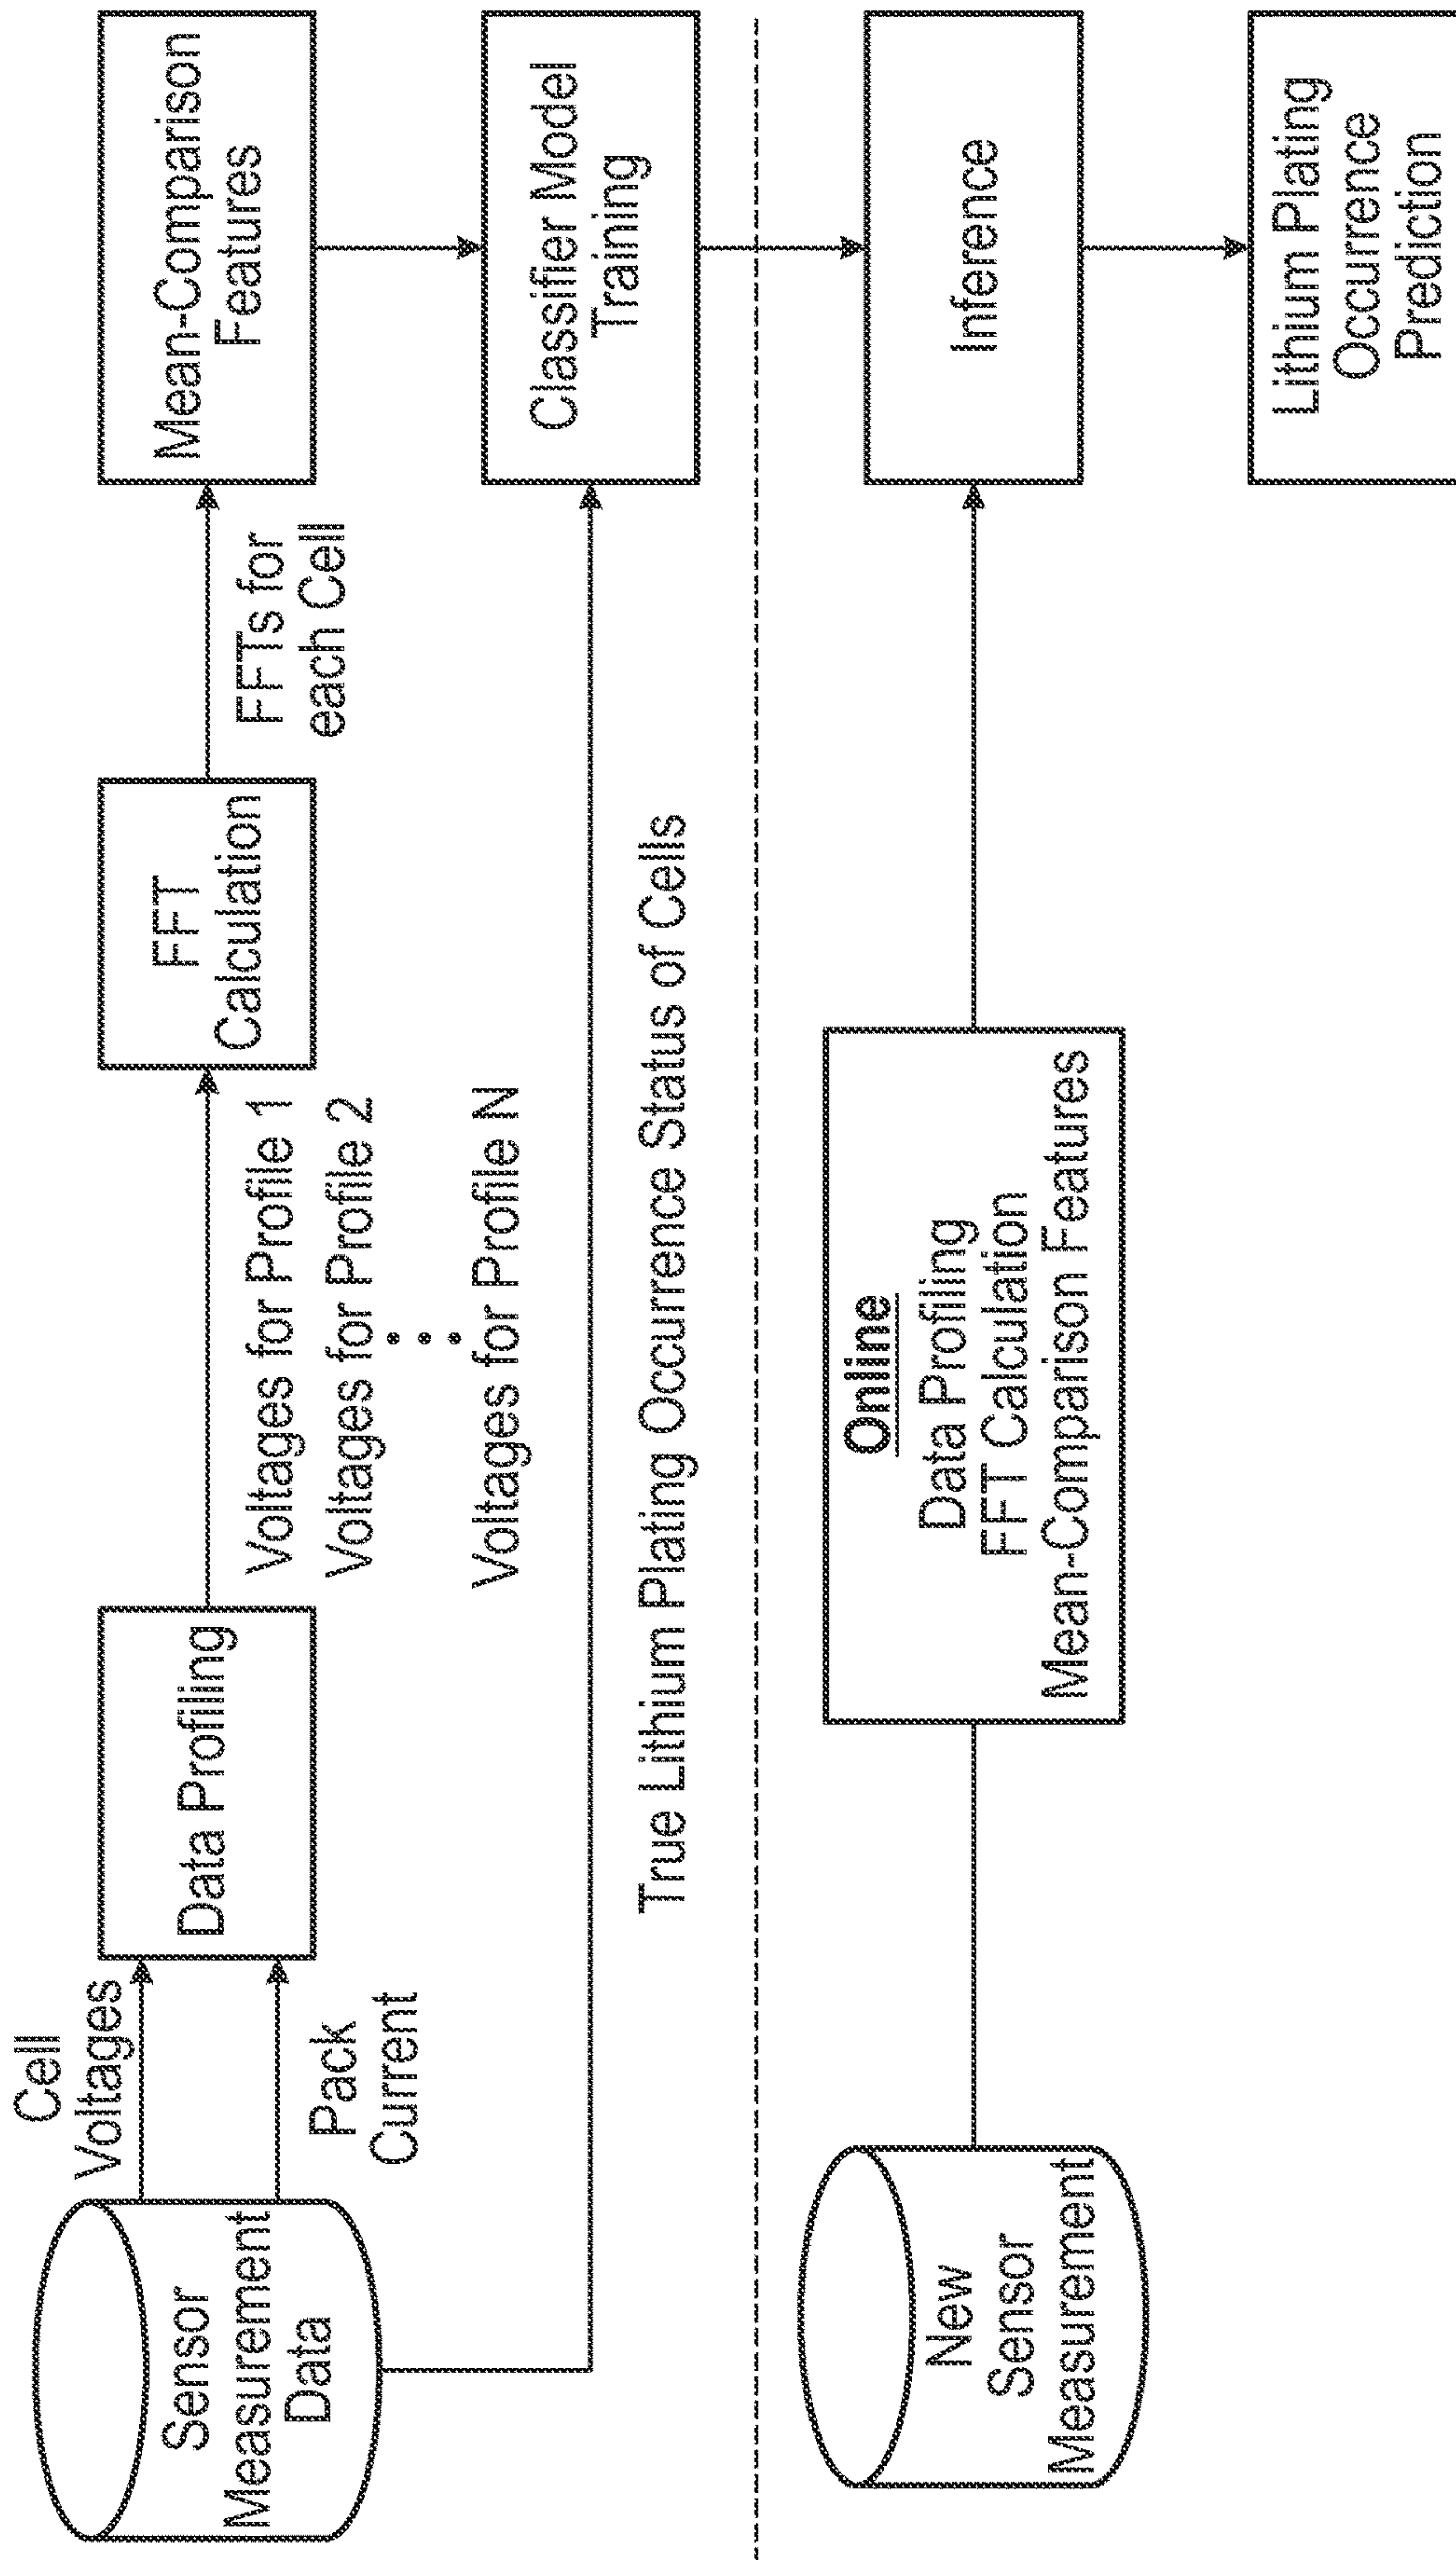 Cell
Voltages
Sensor
Measurement
Data
Pack
Current
Data Profiling
Voltages for Profile 1
Voltages for Profile 2
Voltages for Profile N
FFT
Calculation
FFTs for
each Cell
Mean-Comparison
Features
Classifier Model
Training
True Lithium Plating Occurrence Status of Cells
New
Sensor
Measurement
Online
Data Profiling
FFT Calculation
Mean-Comparison Features
Inference
Lithium Plating
Occurrence
Prediction